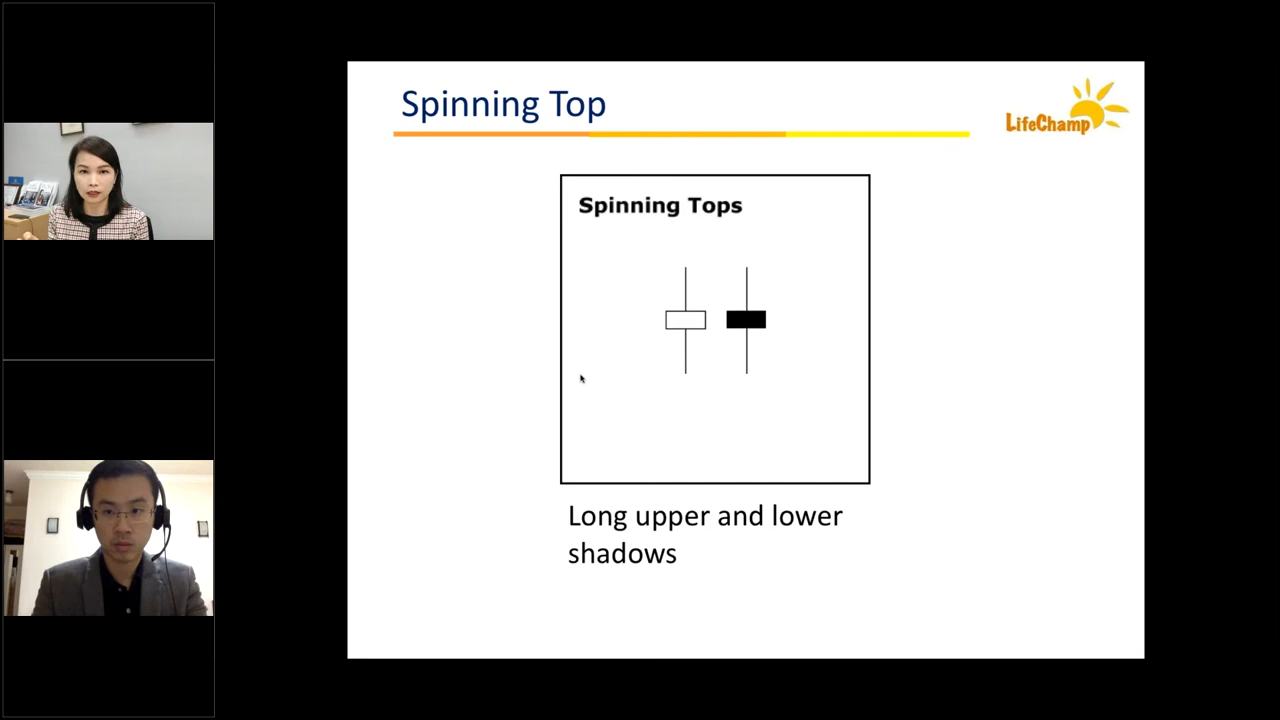 Spinning Top
LifeChamp
Spinning Tops
Long upper and lower
shadows